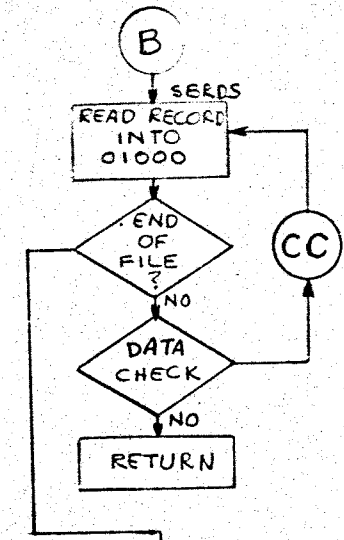 B
SERDS
READ RECORD
INTO
01000
END
OF
FILE
?
CC
NO
DATA
CHECK
NO
RETURN